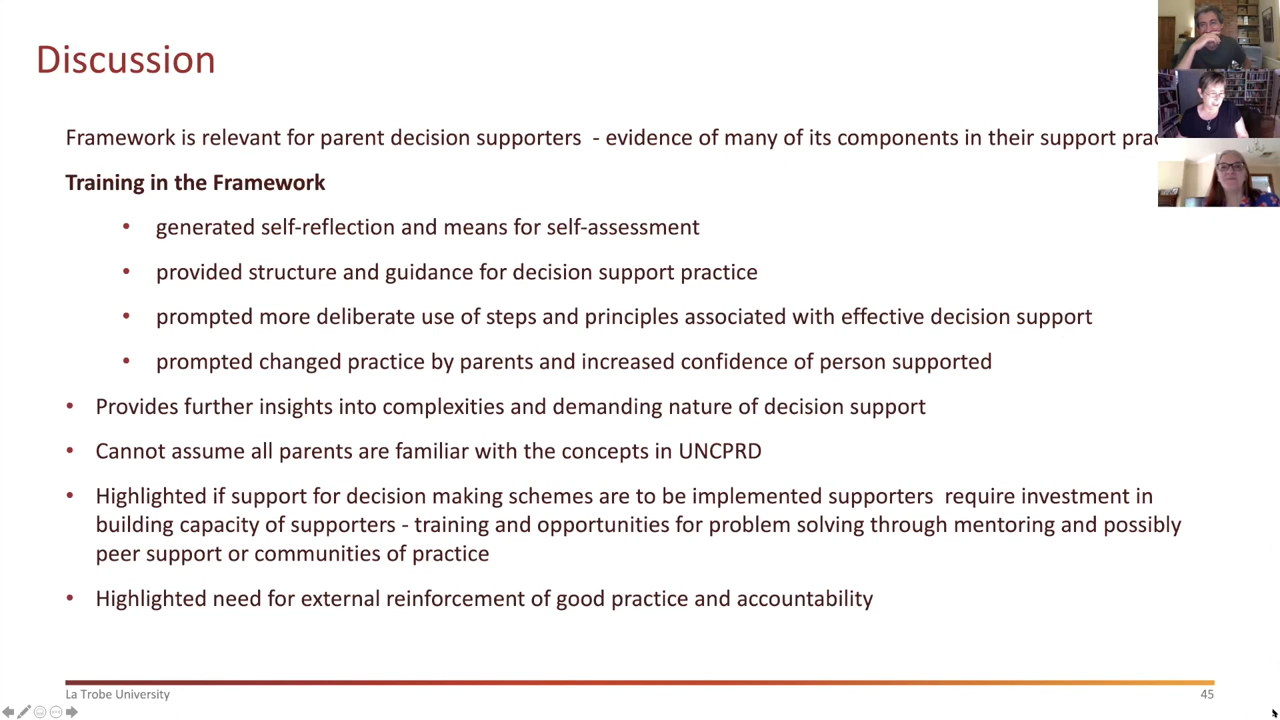 Discussion
Framework is relevant for parent decision supporters - evidence of many of its components in their support
Training in the Framework
• generated self-reflection and means for self-assessment
• provided structure and guidance for decision support practice
• prompted more deliberate use of steps and principles associated with effective decision support
• prompted changed practice by parents and increased confidence of person supported
• Provides further insights into complexities and demanding nature of decision support
• Cannot assume all parents are familiar with the concepts in UNCPRD
• Highlighted if support for decision making schemes are to be implemented supporters require investment in
building capacity of supporters - training and opportunities for problem solving through mentoring and possibly
peer support or communities of practice
• Highlighted need for external reinforcement of good practice and accountability
La Trobe University
45